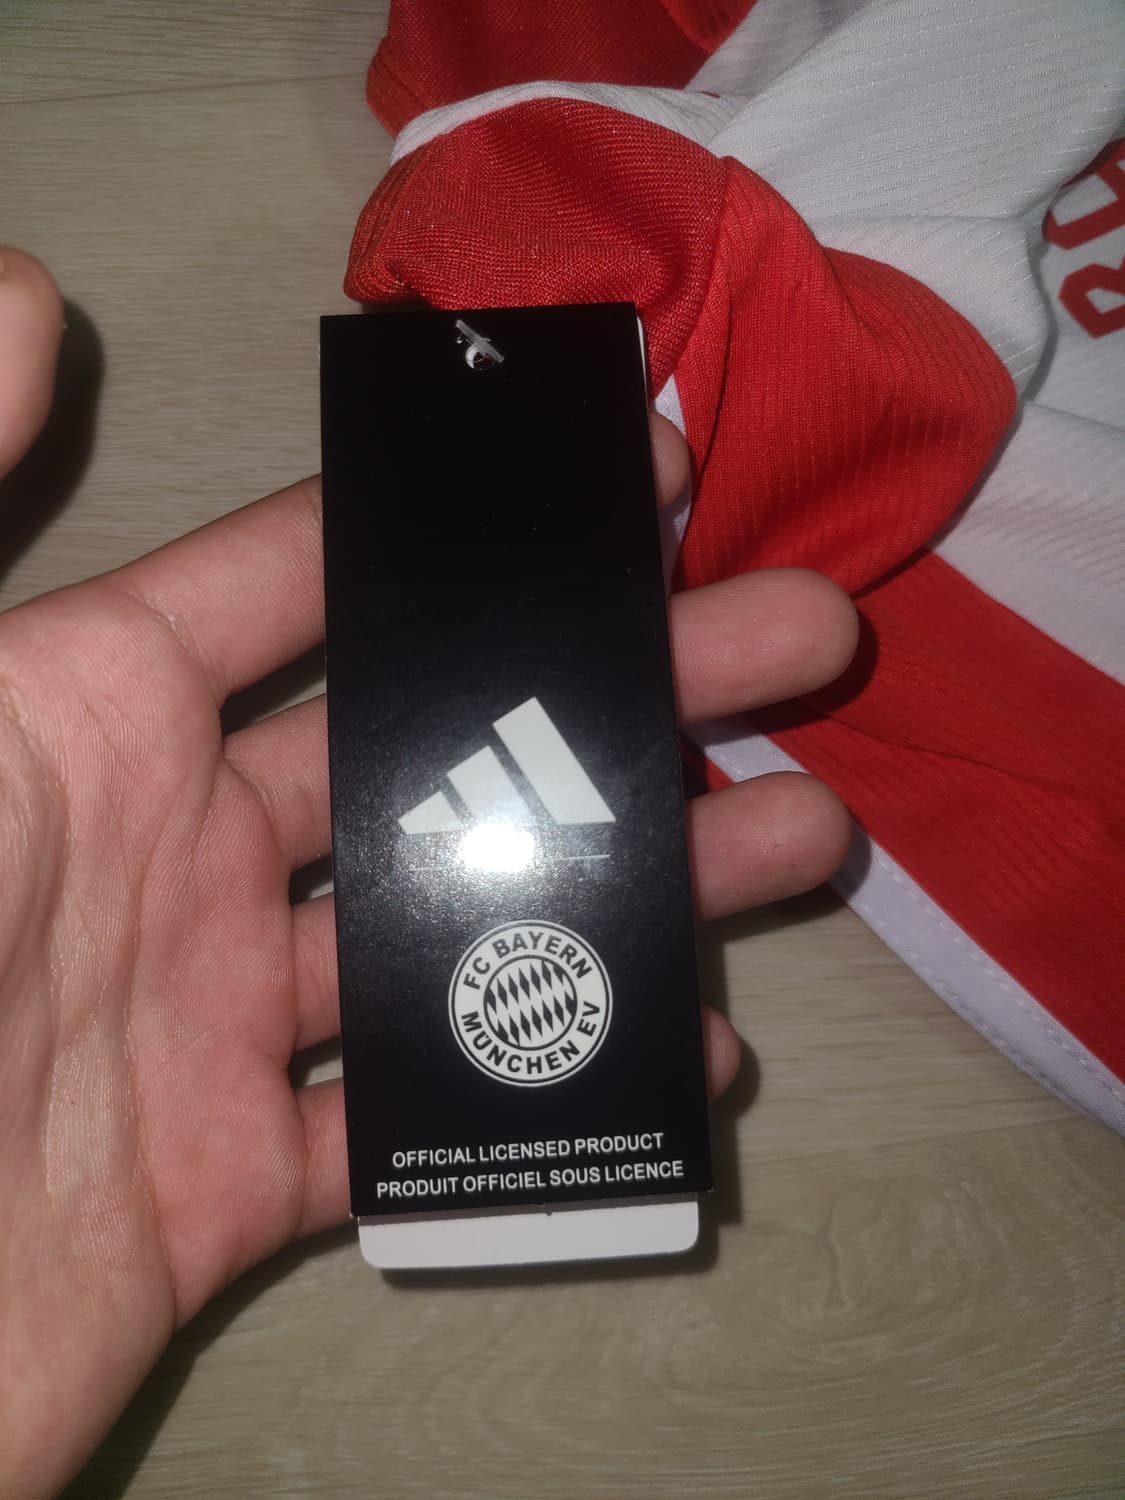 FC BAYERN
MÜNCHEN EV
OFFICIAL LICENSED PRODUCT
PRODUIT OFFICIEL SOUS LICENCE